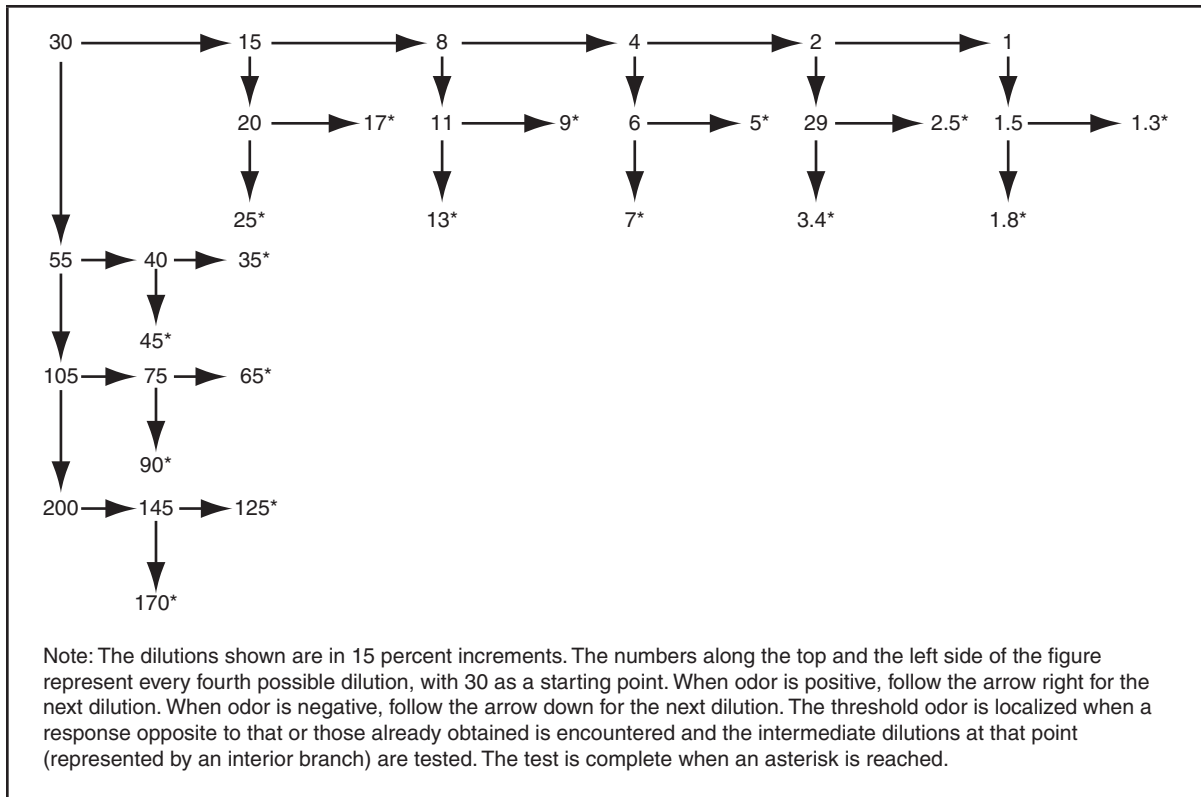 30 15 8 4 2 1
20 17* 11 9* 6 5* 29 2.5* 1.5 1.3*
25* 13* 7* 3.4* 1.8*
55 40 35*
45*
105 75 65*
90*
200 145 125*
170*
Note: The dilutions shown are in 15 percent increments. The numbers along the top and the left side of the figure
represent every fourth possible dilution, with 30 as a starting point. When odor is positive, follow the arrow right for the
next dilution. When odor is negative, follow the arrow down for the next dilution. The threshold odor is localized when a
response opposite to that or those already obtained is encountered and the intermediate dilutions at that point
(represented by an interior branch) are tested. The test is complete when an asterisk is reached.